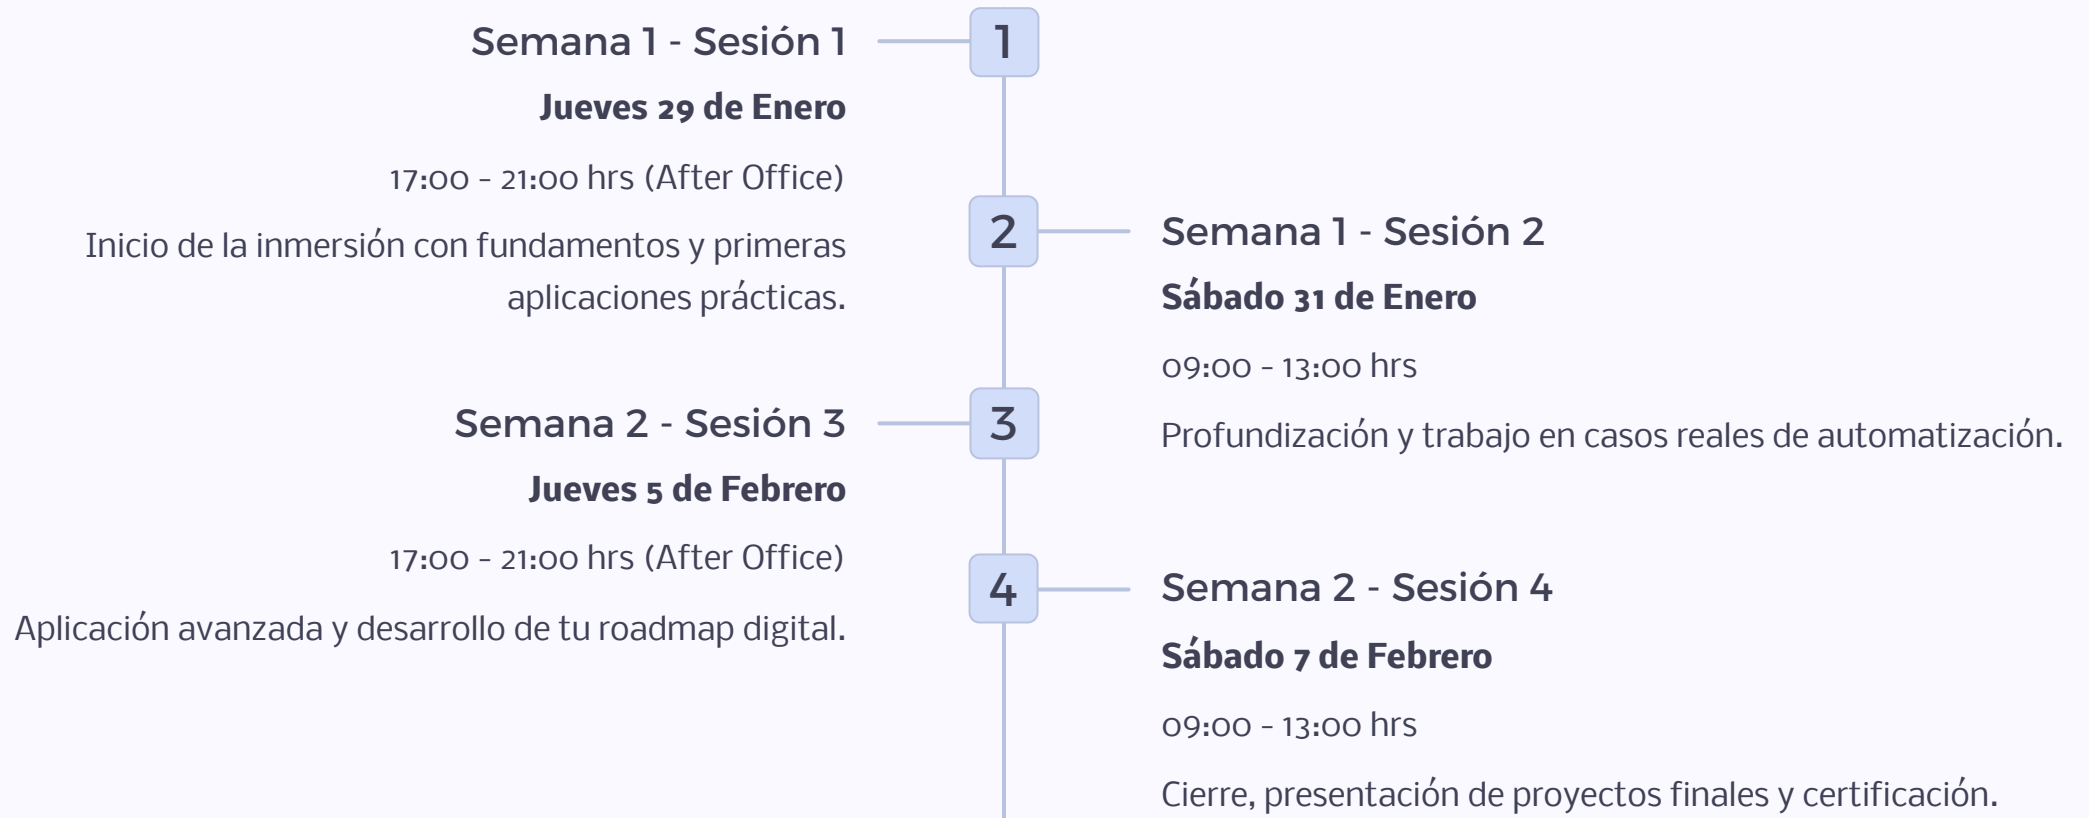 Semana 1 - Sesión 1
1
Jueves 29 de Enero
17:00 - 21:00 hrs (After Office)
Inicio de la inmersión con fundamentos y primeras
aplicaciones prácticas.
2
Semana 1 - Sesión 2
Sábado 31 de Enero
09:00 - 13:00 hrs
Profundización y trabajo en casos reales de automatización.
Semana 2 - Sesión 3
3
Jueves 5 de Febrero
17:00 - 21:00 hrs (After Office)
Aplicación avanzada y desarrollo de tu roadmap digital.
4
Semana 2 - Sesión 4
Sábado 7 de Febrero
09:00 - 13:00 hrs
Cierre, presentación de proyectos finales y certificación.